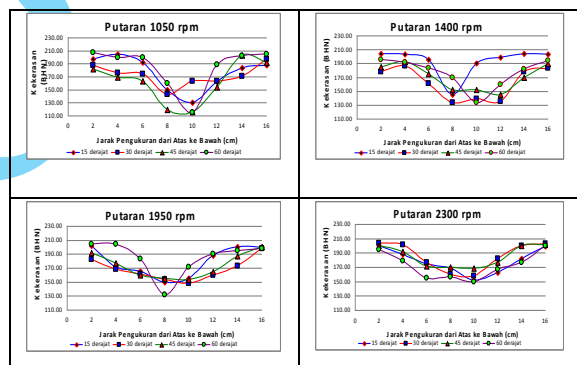 Putaran 1050 rpm
Kekerasan (BHN)
230.00
210.00
190.00
170.00
150.00
130.00
110.00
0 2 4 6 8 10 12 14 16
Jarak Pengukuran dari Atas ke Bawah (cm)
15 derajat 30 derajat 45 derajat 60 derajat
Putaran 1400 rpm
Kekerasan (BHN)
230.00
210.00
190.00
170.00
150.00
130.00
110.00
0 2 4 6 8 10 12 14 16
Jarak Pengukuran dari Atas ke Bawah (cm)
15 derajat 30 derajat 45 derajat 60 derajat
Putaran 1950 rpm
Kekerasan (BHN)
230.00
210.00
190.00
170.00
150.00
130.00
110.00
0 2 4 6 8 10 12 14 16
Jarak Pengukuran dari Atas ke Bawah (cm)
15 derajat 30 derajat 45 derajat 60 derajat
Putaran 2300 rpm
Kekerasan (BHN)
230.00
210.00
190.00
170.00
150.00
130.00
110.00
0 2 4 6 8 10 12 14 16
Jarak Pengukuran dari Atas ke Bawah (cm)
15 derajat 30 derajat 45 derajat 60 derajat